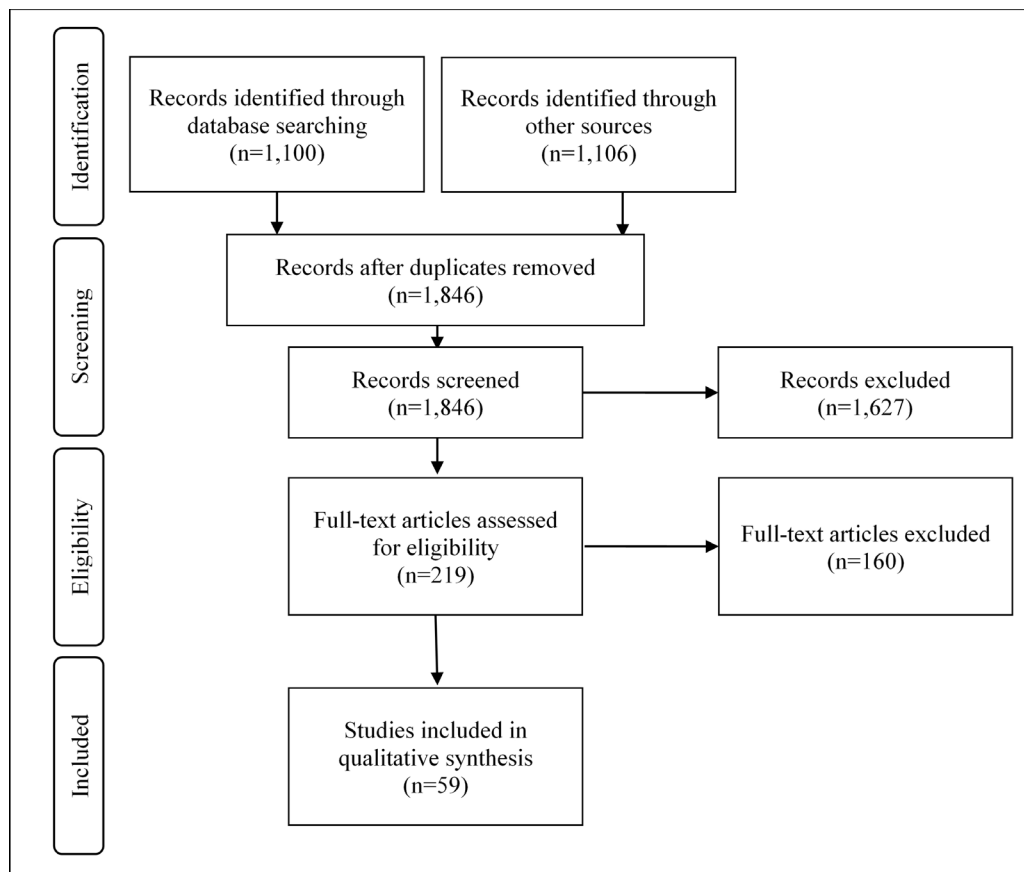 Identification
Records identified through
database searching
(n=1,100)
Records identified through
other sources
(n=1,106)
Screening
Records after duplicates removed
(n=1,846)
Records screened
(n=1,846)
Records excluded
(n=1,627)
Eligibility
Full-text articles assessed
for eligibility
(n=219)
Full-text articles excluded
(n=160)
Included
Studies included in
qualitative synthesis
(n=59)